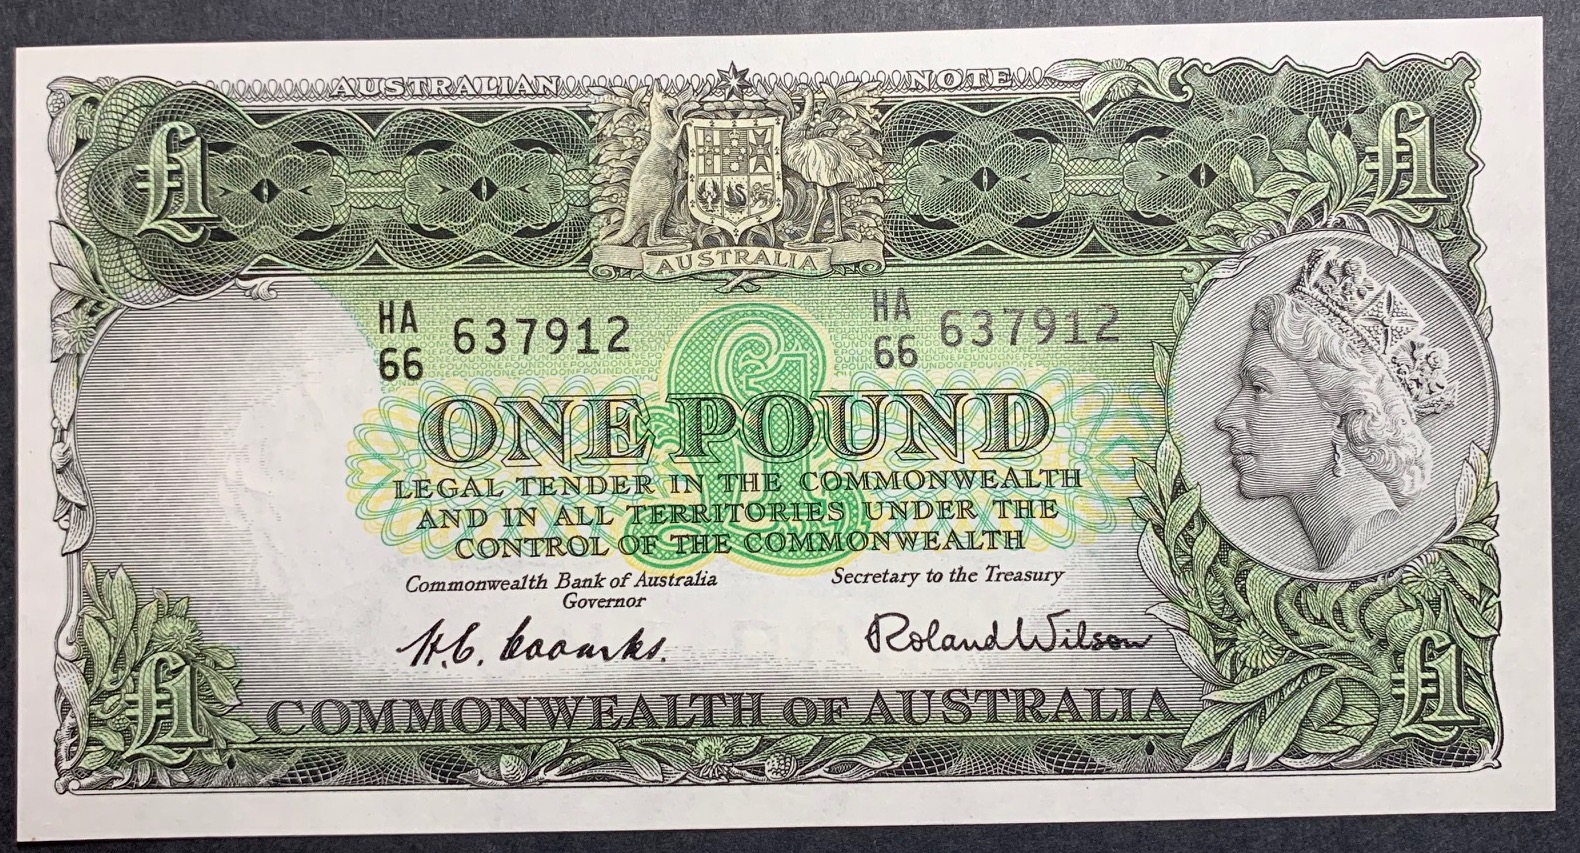 AUSTRALIAN NOTE
£1 £1
AUSTRALIA
HA 66 637912 HA 66 637912
£
ONE POUND
LEGAL TENDER IN THE COMMONWEALTH
AND IN ALL TERRITORIES UNDER THE
CONTROL OF THE COMMONWEALTH
Commonwealth Bank of Australia Secretary to the Treasury
Governor
H.C. Coombs. Roland Wilson
£1 COMMONWEALTH OF AUSTRALIA £1